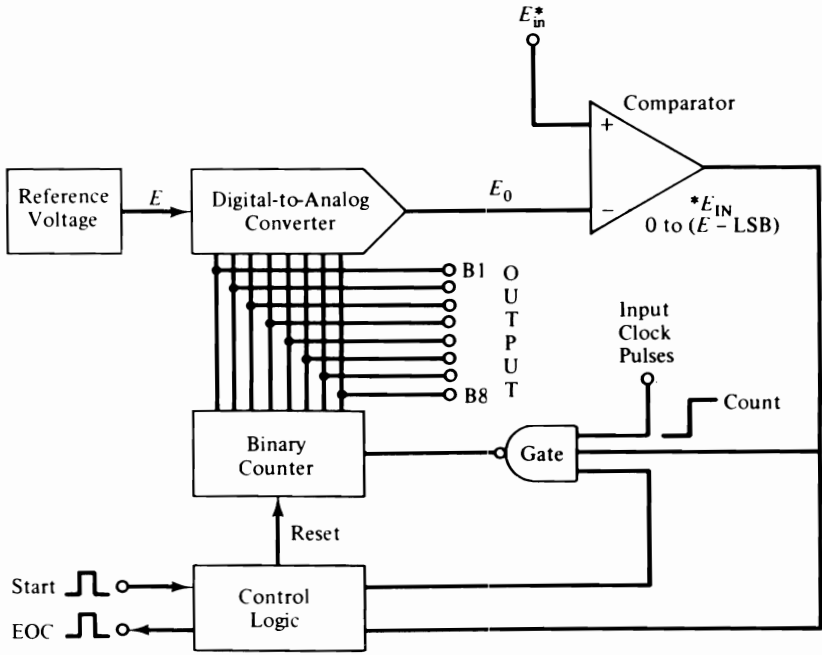 E*in
Comparator
Reference
Voltage
E
Digital-to-Analog
Converter
E0
+
−
*EIN
0 to (E − LSB)
B1
O
U
T
P
U
T
B8
Input
Clock
Pulses
Count
Binary
Counter
Gate
Reset
Start
EOC
Control
Logic